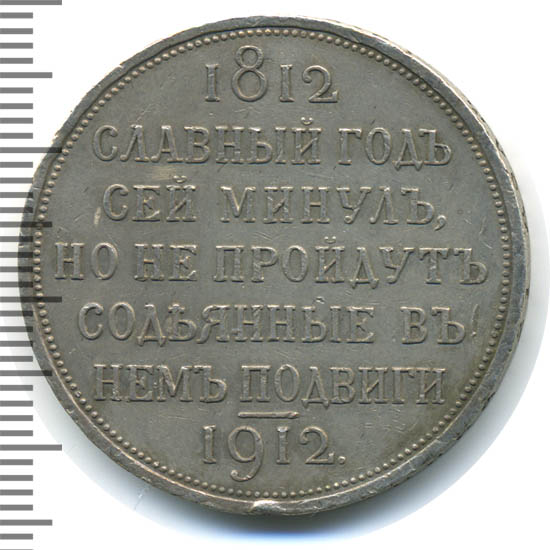 1812
СЛАВНЫЙ ГОДЪ
СЕЙ МИНУЛЪ,
НО НЕ ПРОЙДУТЪ
СОДѢЯННЫЕ ВЪ
НЕМЪ ПОДВИГИ
1912.